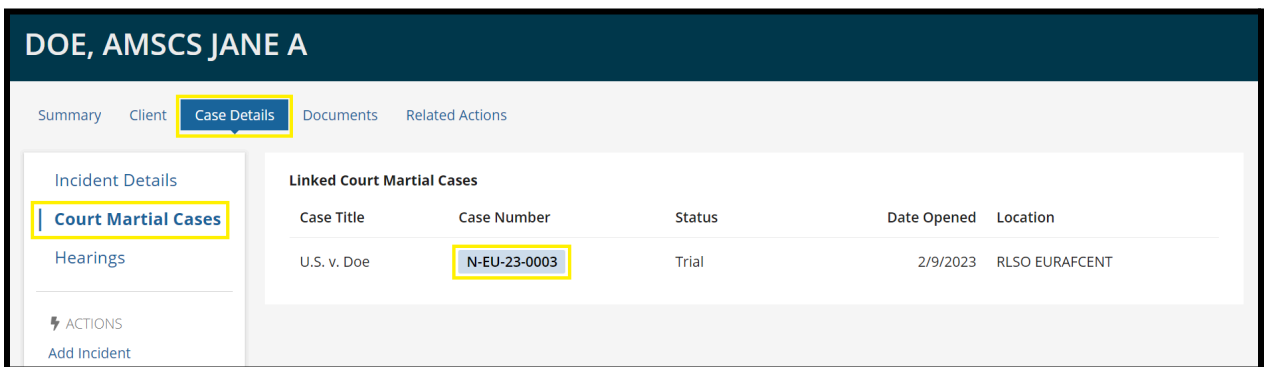 DOE, AMSCS JANE A
Summary Client Case Details Documents Related Actions
Incident Details
Court Martial Cases
Hearings
ACTIONS
Add Incident
Linked Court Martial Cases
Case Title Case Number Status Date Opened Location
U.S. v. Doe N-EU-23-0003 Trial 2/9/2023 RLSO EURAFCENT